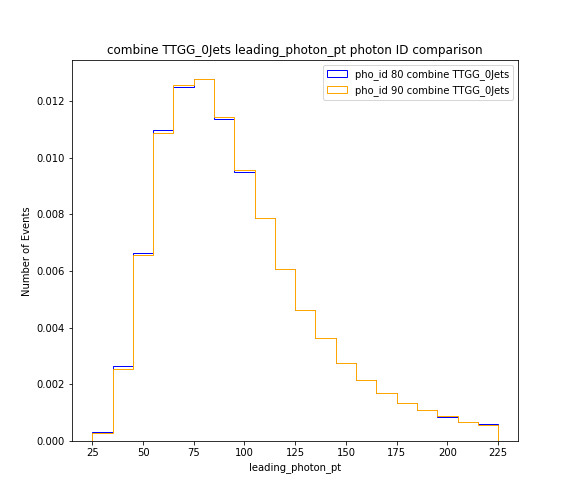 combine TTGG_0Jets leading_photon_pt photon ID comparison
pho_id 80 combine TTGG_0Jets
pho_id 90 combine TTGG_0Jets
Number of Events
0.012
0.010
0.008
0.006
0.004
0.002
0.000
25 50 75 100 125 150 175 200 225
leading_photon_pt